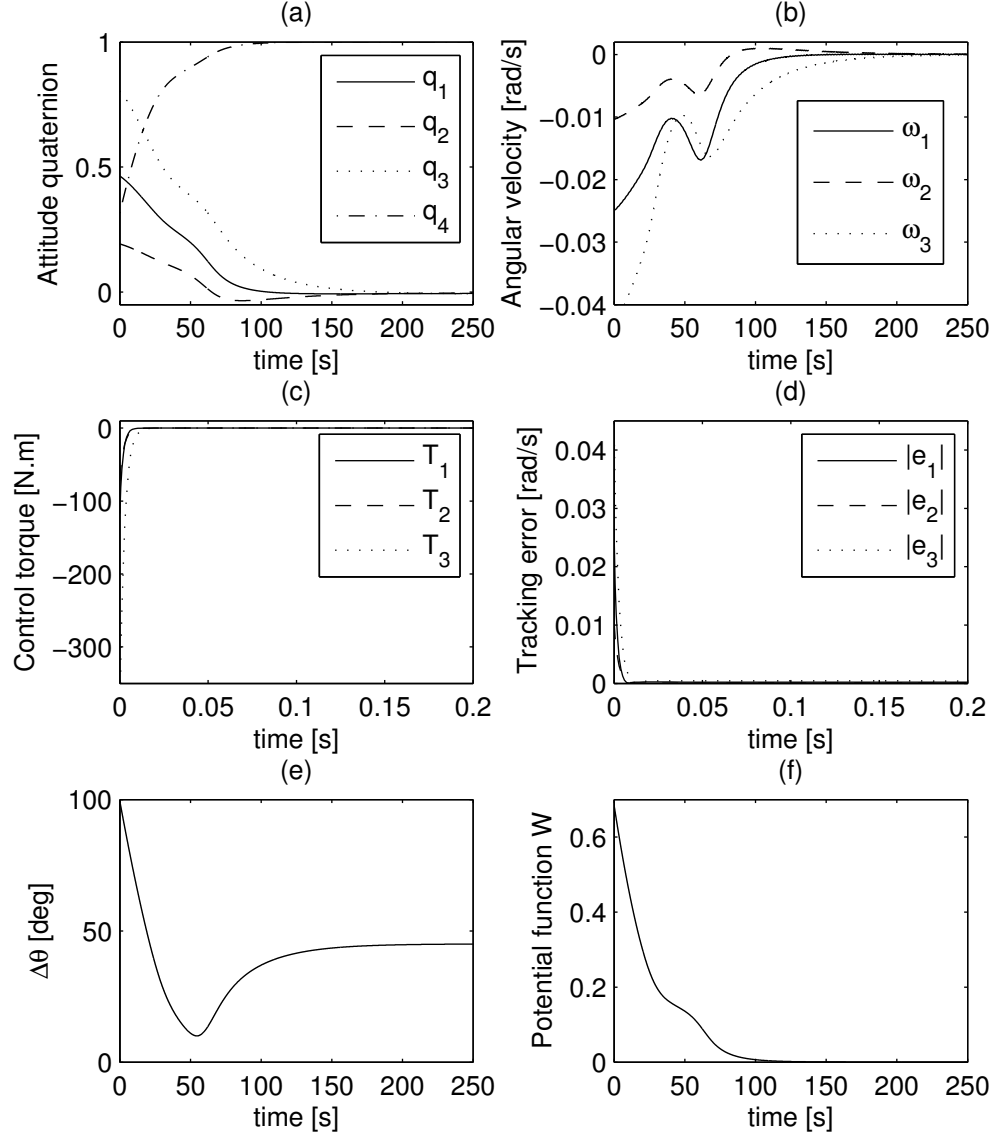 (a)
Attitude quaternion
1
0.5
0
q1
q2
q3
q4
0 50 100 150 200 250
time [s]
(b)
Angular velocity [rad/s]
0
−0.01
−0.02
−0.03
−0.04
ω1
ω2
ω3
0 50 100 150 200 250
time [s]
(c)
Control torque [N.m]
0
−100
−200
−300
T1
T2
T3
0 0.05 0.1 0.15 0.2
time [s]
(d)
Tracking error [rad/s]
0.04
0.03
0.02
0.01
0
|e1|
|e2|
|e3|
0 0.05 0.1 0.15 0.2
time [s]
(e)
Δθ [deg]
100
50
0
0 50 100 150 200 250
time [s]
(f)
Potential function W
0.6
0.4
0.2
0
0 50 100 150 200 250
time [s]